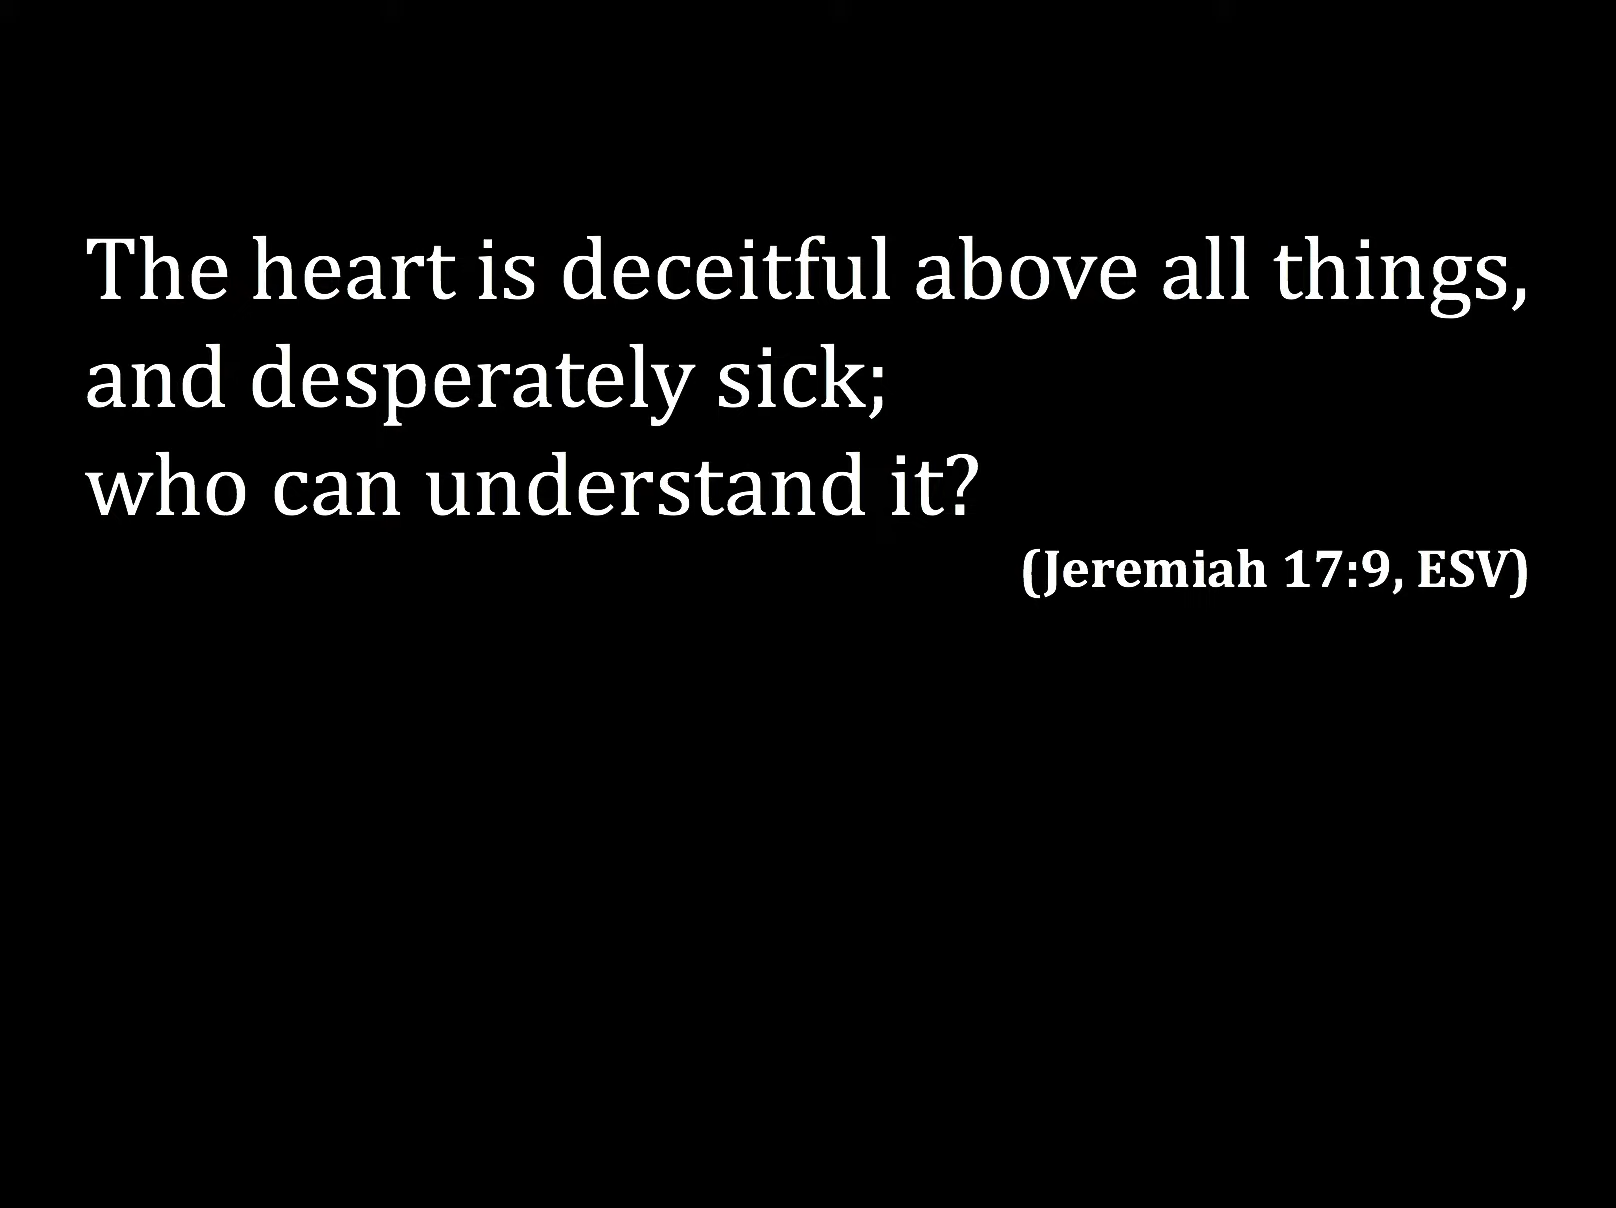 The heart is deceitful above all things,
and desperately sick;
who can understand it?
(Jeremiah 17:9, ESV)